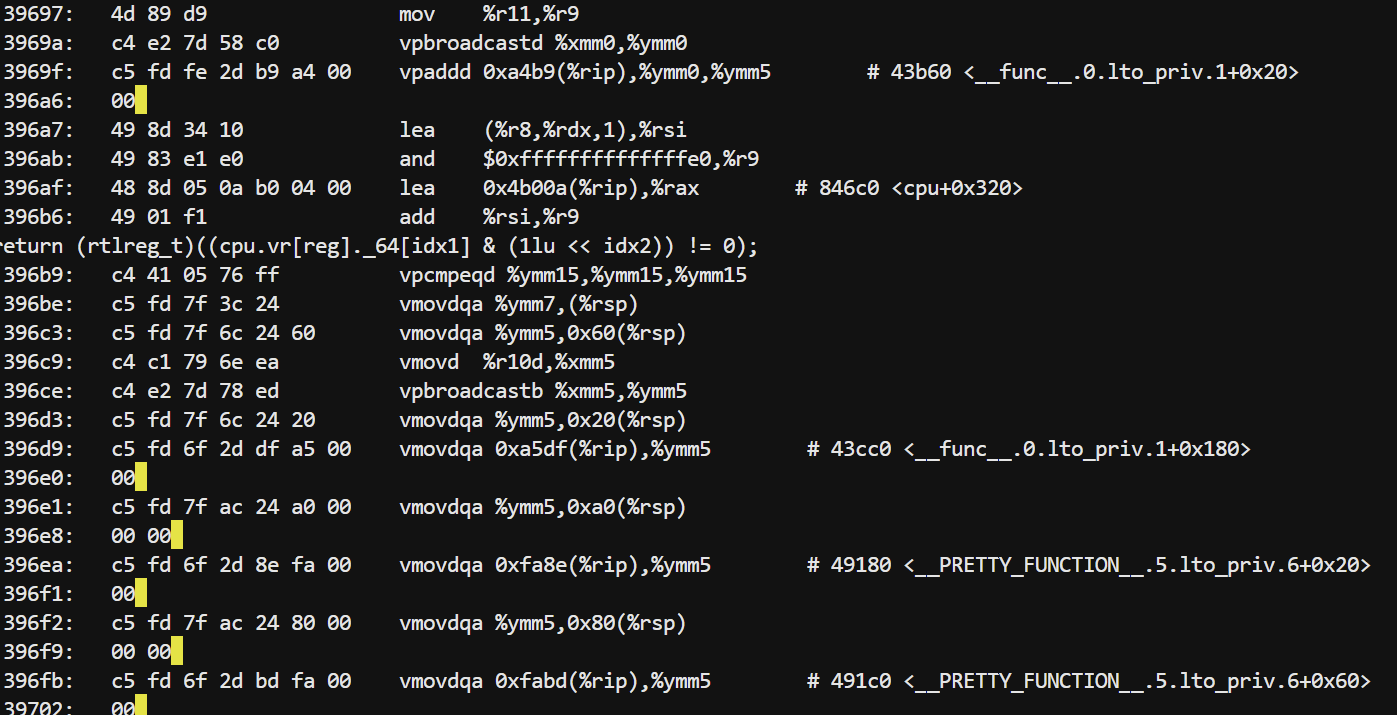 39697:   4d 89 d9                mov    %r11,%r9
3969a:   c4 e2 7d 58 c0          vpbroadcastd %xmm0,%ymm0
3969f:   c5 fd fe 2d b9 a4 00    vpaddd 0xa4b9(%rip),%ymm0,%ymm5        # 43b60 <__func__.0.lto_priv.1+0x20>
396a6:   00
396a7:   49 8d 34 10             lea    (%r8,%rdx,1),%rsi
396ab:   49 83 e1 e0             and    $0xffffffffffffffe0,%r9
396af:   48 8d 05 0a b0 04 00    lea    0x4b00a(%rip),%rax        # 846c0 <cpu+0x320>
396b6:   49 01 f1                add    %rsi,%r9
return (rtlreg_t)((cpu.vr[reg]._64[idx1] & (1lu << idx2)) != 0);
396b9:   c4 41 05 76 ff          vpcmpeqd %ymm15,%ymm15,%ymm15
396be:   c5 fd 7f 3c 24          vmovdqa %ymm7,(%rsp)
396c3:   c5 fd 7f 6c 24 60       vmovdqa %ymm5,0x60(%rsp)
396c9:   c4 c1 79 6e ea          vmovd  %r10d,%xmm5
396ce:   c4 e2 7d 78 ed          vpbroadcastb %xmm5,%ymm5
396d3:   c5 fd 7f 6c 24 20       vmovdqa %ymm5,0x20(%rsp)
396d9:   c5 fd 6f 2d df a5 00    vmovdqa 0xa5df(%rip),%ymm5        # 43cc0 <__func__.0.lto_priv.1+0x180>
396e0:   00
396e1:   c5 fd 7f ac 24 a0 00    vmovdqa %ymm5,0xa0(%rsp)
396e8:   00 00
396ea:   c5 fd 6f 2d 8e fa 00    vmovdqa 0xfa8e(%rip),%ymm5        # 49180 <__PRETTY_FUNCTION__.5.lto_priv.6+0x20>
396f1:   00
396f2:   c5 fd 7f ac 24 80 00    vmovdqa %ymm5,0x80(%rsp)
396f9:   00 00
396fb:   c5 fd 6f 2d bd fa 00    vmovdqa 0xfabd(%rip),%ymm5        # 491c0 <__PRETTY_FUNCTION__.5.lto_priv.6+0x60>
39702:   00